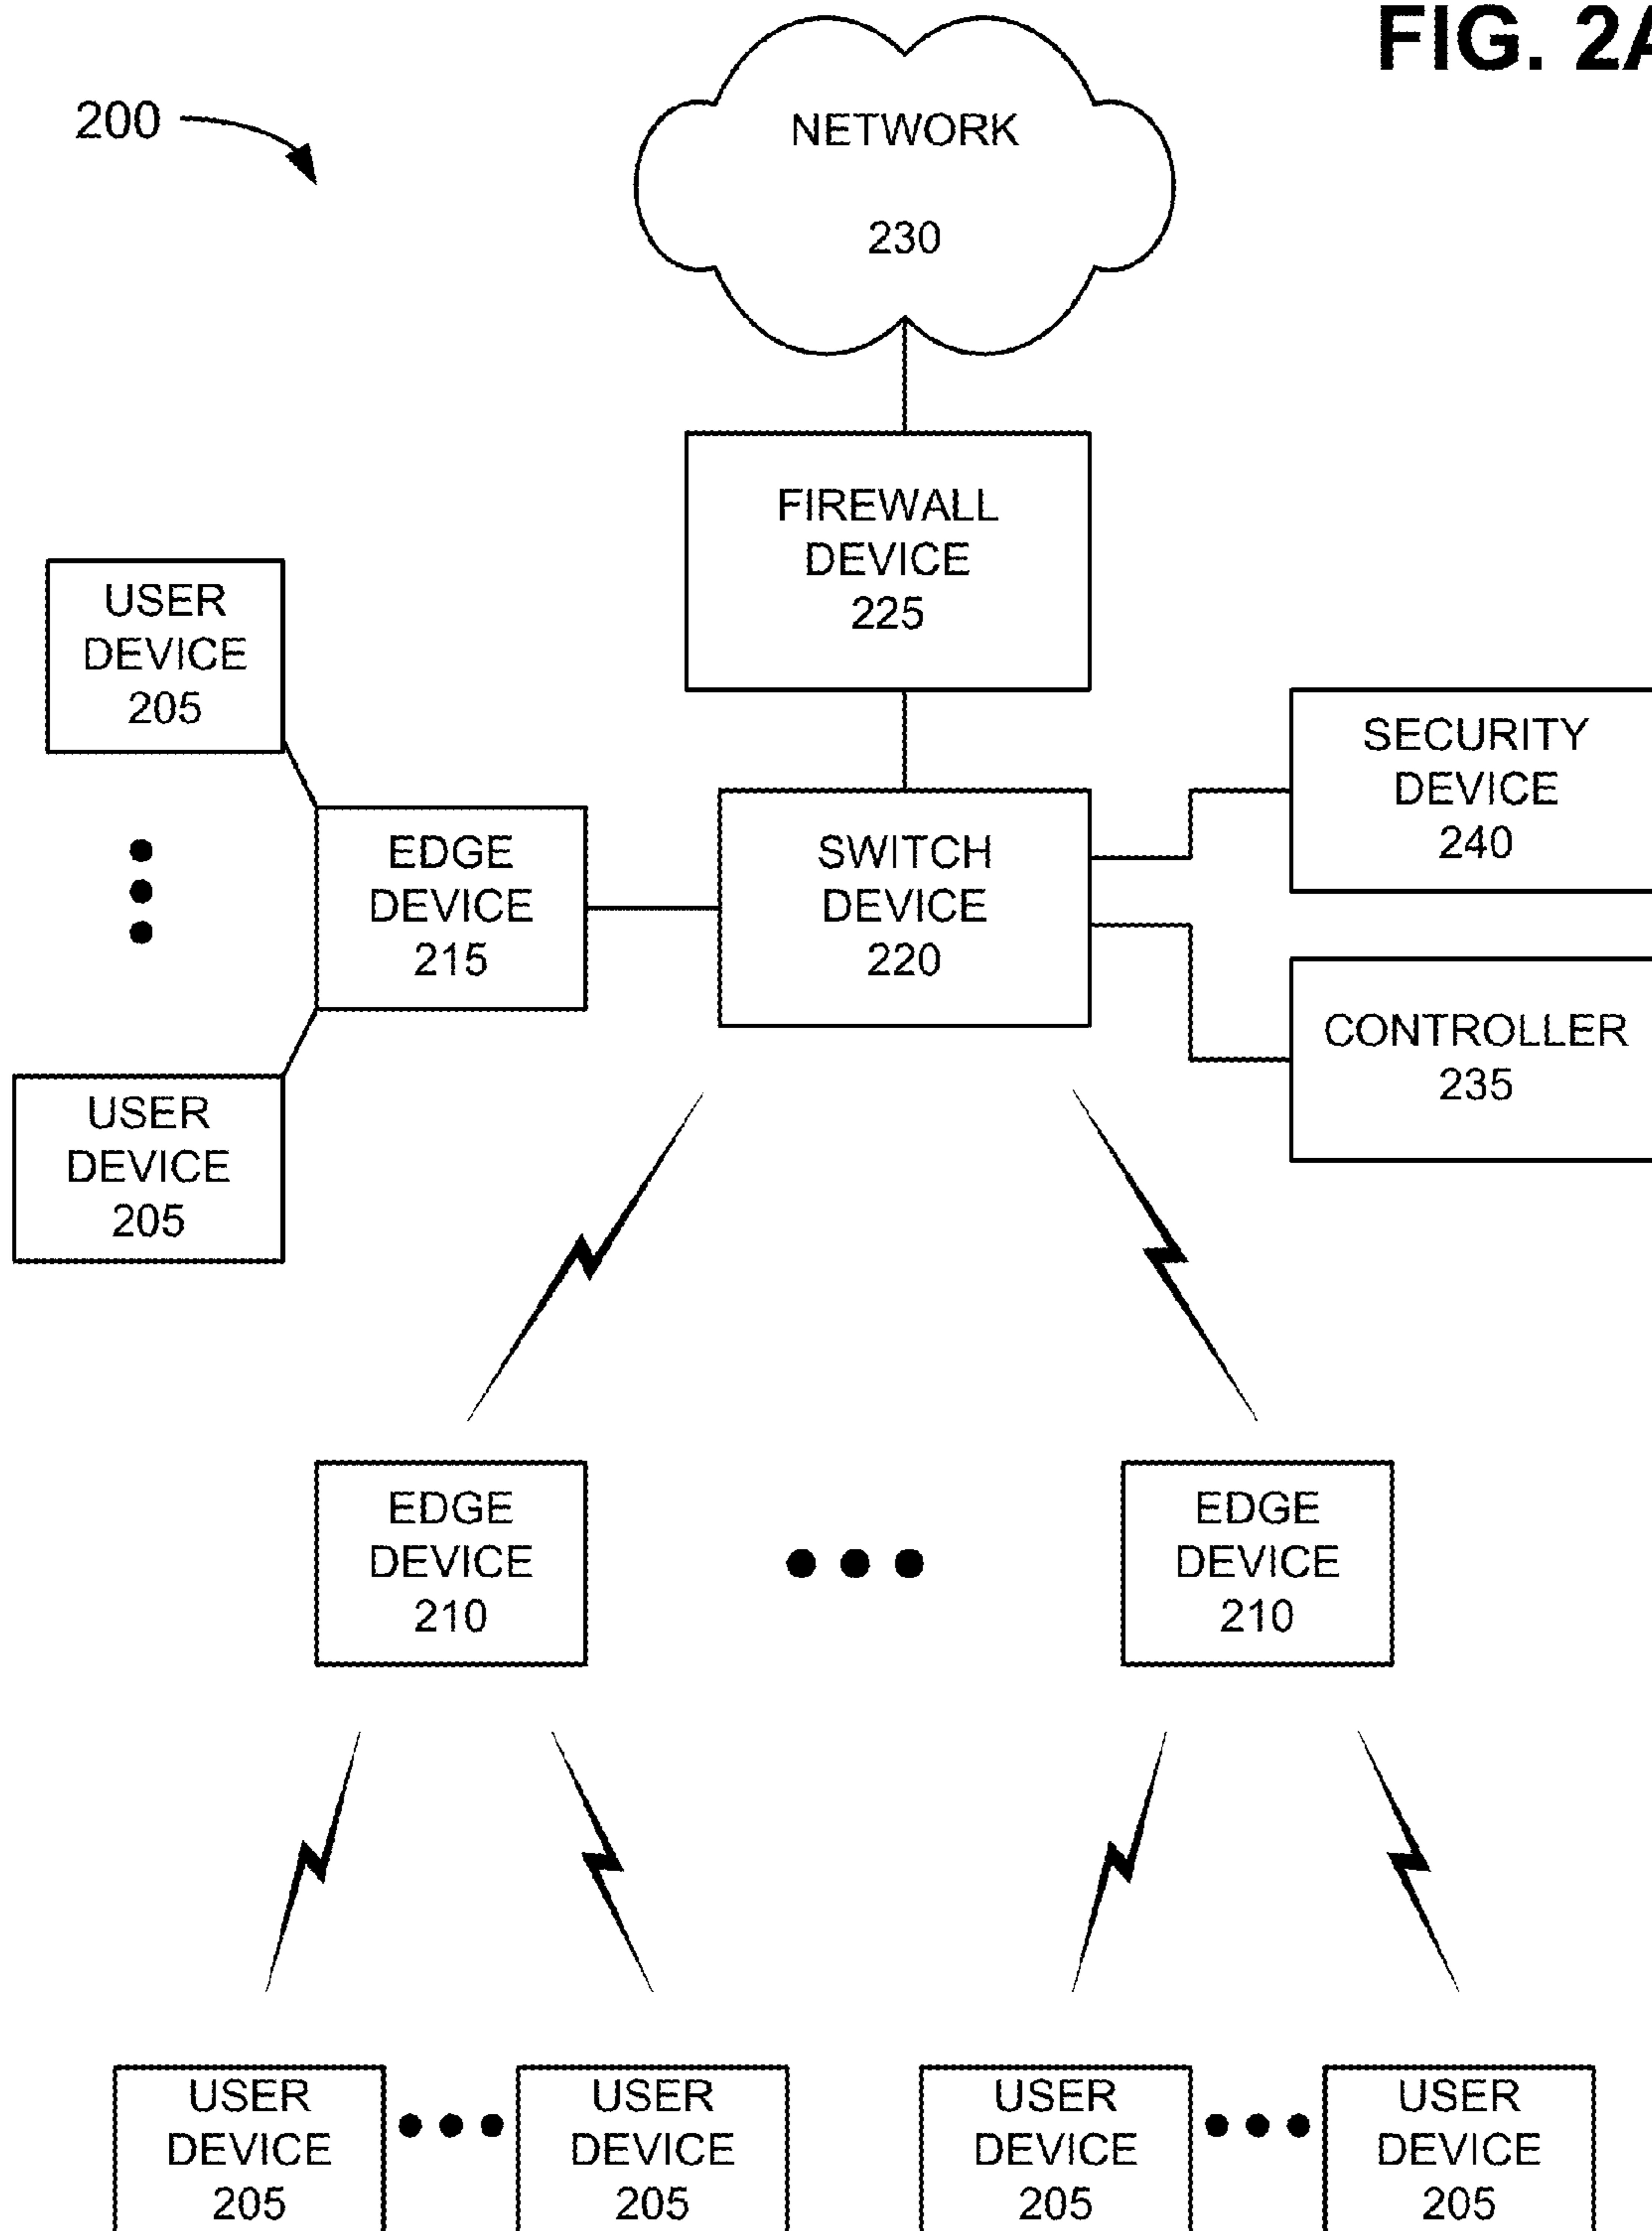 FIG. 2A
200
NETWORK
230
FIREWALL
DEVICE
225
USER
DEVICE
205
SECURITY
DEVICE
240
EDGE
DEVICE
215
SWITCH
DEVICE
220
CONTROLLER
235
USER
DEVICE
205
EDGE
DEVICE
210
EDGE
DEVICE
210
USER
DEVICE
205
USER
DEVICE
205
USER
DEVICE
205
USER
DEVICE
205